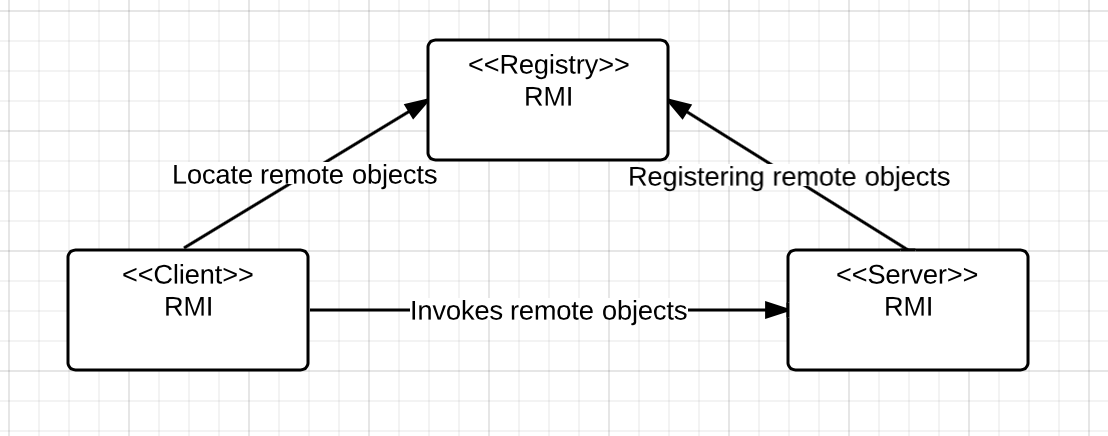 <<Registry>>
RMI
Locate remote objects
Registering remote objects
<<Client>>
RMI
Invokes remote objects
<<Server>>
RMI